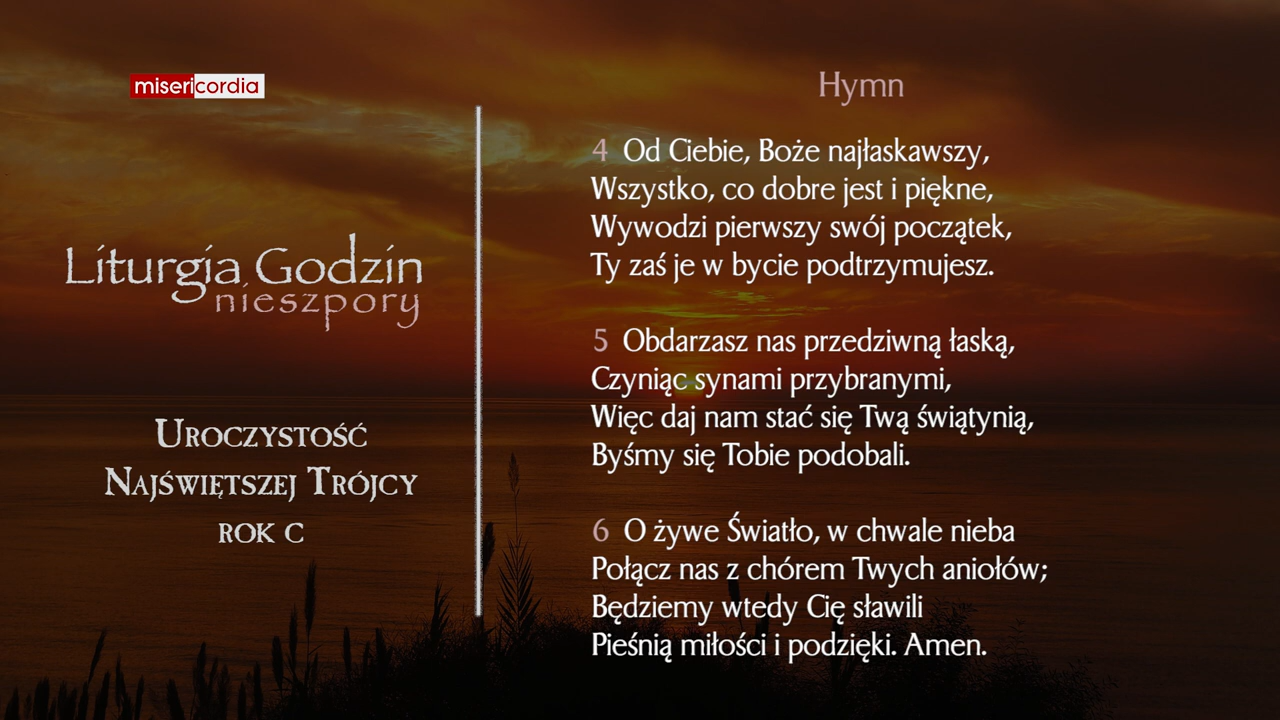 misericordia
Liturgia Godzin
nieszpory
Uroczystość
Najświętszej Trójcy
rok C
Hymn
4 Od Ciebie, Boże najłaskawszy,
Wszystko, co dobre jest i piękne,
Wywodzi pierwszy swój początek,
Ty zaś je w bycie podtrzymujesz.
5 Obdarzasz nas przedziwną łaską,
Czyniąc synami przybranymi,
Więc daj nam stać się Twą świątynią,
Byśmy się Tobie podobali.
6 O żywe Światło, w chwale nieba
Połącz nas z chórem Twych aniołów;
Będziemy wtedy Cię sławili
Pieśnią miłości i podzięki. Amen.